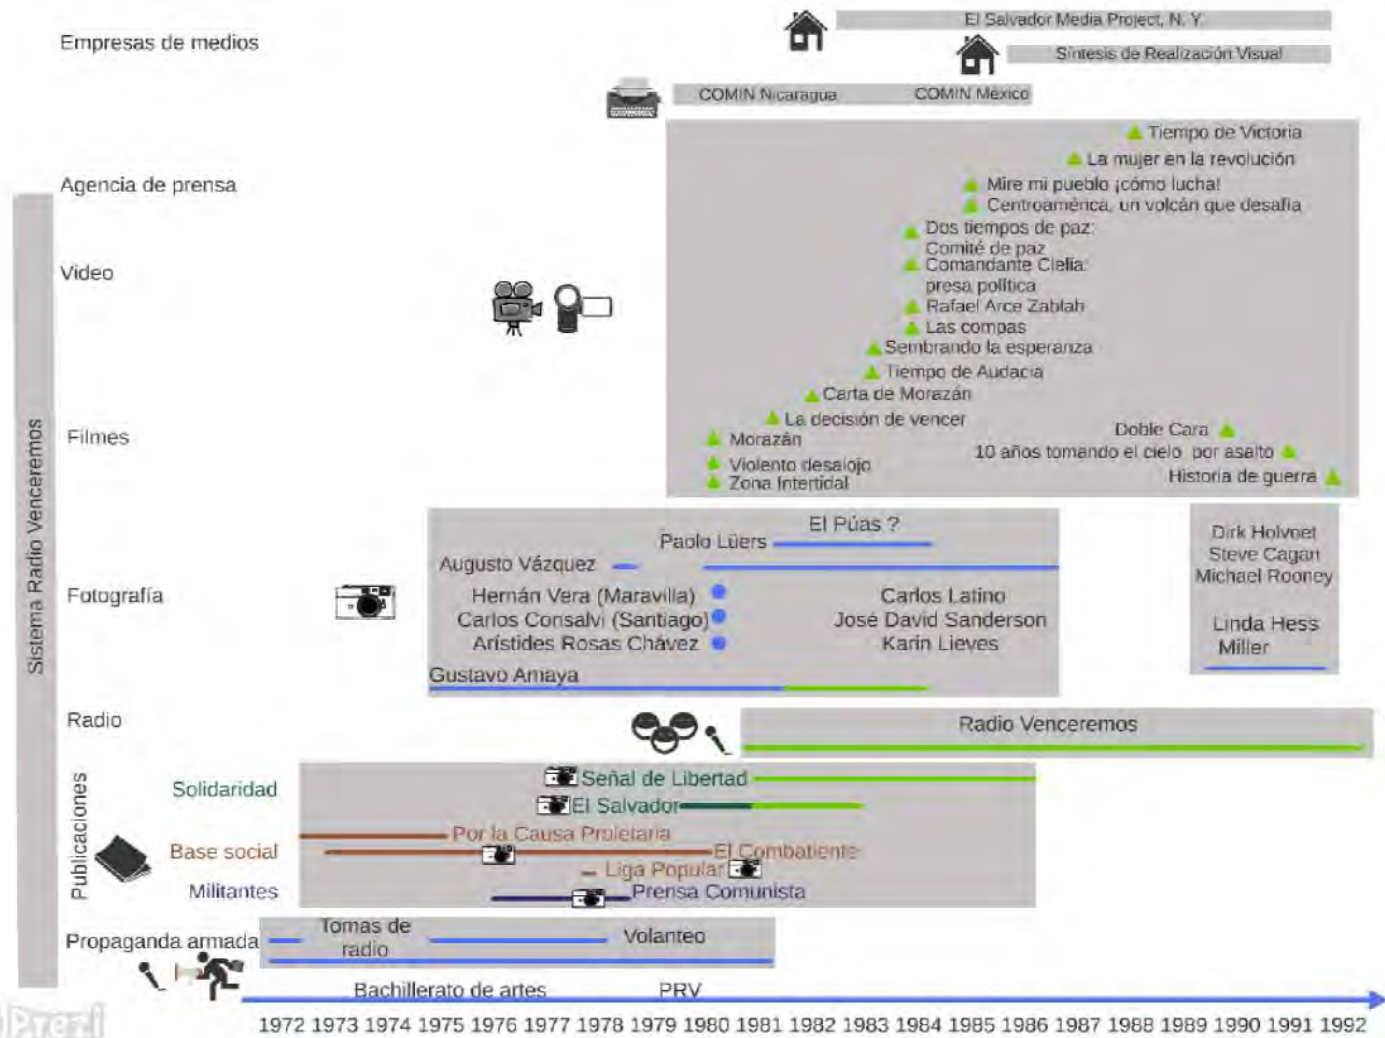 Empresas de medios
El Salvador Media Project, N. Y.
Síntesis de Realización Visual
COMIN Nicaragua
COMIN México
Tiempo de Victoria
La mujer en la revolución
Agencia de prensa
Mire mi pueblo ¡cómo lucha!
Centroamérica, un volcán que desafía
Dos tiempos de paz:
Comité de paz
Video
Comandante Clelia:
presa política
Rafael Arce Zablah
Las compas
Sembrando la esperanza
Tiempo de Audacia
Carta de Morazán
La decisión de vencer
Filmes
Morazán
Doble Cara
Violento desalojo
10 años tomando el cielo por asalto
Zona Intertidal
Historia de guerra
Sistema Radio Venceremos
El Púas ?
Paolo Lüers
Augusto Vázquez
Fotografía
Hernán Vera (Maravilla)
Carlos Consalvi (Santiago)
Arístides Rosas Chávez
Carlos Latino
José David Sanderson
Karin Lieves
Gustavo Amaya
Dirk Holvoet
Steve Cagan
Michael Rooney
Linda Hess
Miller
Radio
Radio Venceremos
Publicaciones
Solidaridad
Señal de Libertad
El Salvador
Por la Causa Proletaria
Base social
El Combatiente
Liga Popular
Militantes
Prensa Comunista
Propaganda armada
Tomas de
radio
Volanteo
Bachillerato de artes
PRV
1972 1973 1974 1975 1976 1977 1978 1979 1980 1981 1982 1983 1984 1985 1986 1987 1988 1989 1990 1991 1992
Prezi